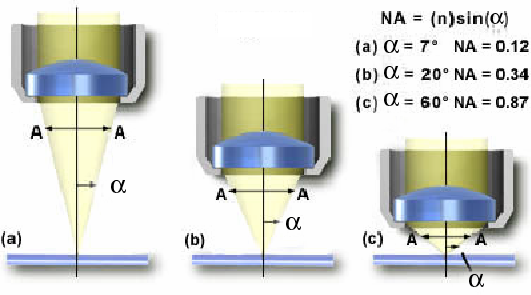 NA = (n)sin(α)
(a) α = 7° NA = 0.12
(b) α = 20° NA = 0.34
(c) α = 60° NA = 0.87
A A
α
(a)
A A
α
(b)
A A
α
(c)